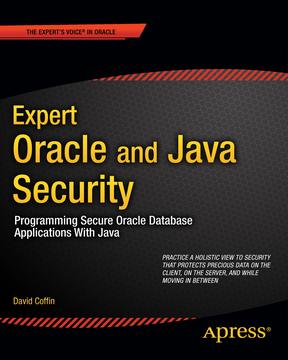 THE EXPERT'S VOICE® IN ORACLE
Expert
Oracle and Java
Security
Programming Secure Oracle Database
Applications With Java
PRACTICE A HOLISTIC VIEW TO SECURITY
THAT PROTECTS PRECIOUS DATA ON THE
CLIENT, ON THE SERVER, AND WHILE
MOVING IN BETWEEN
David Coffin
Apress®